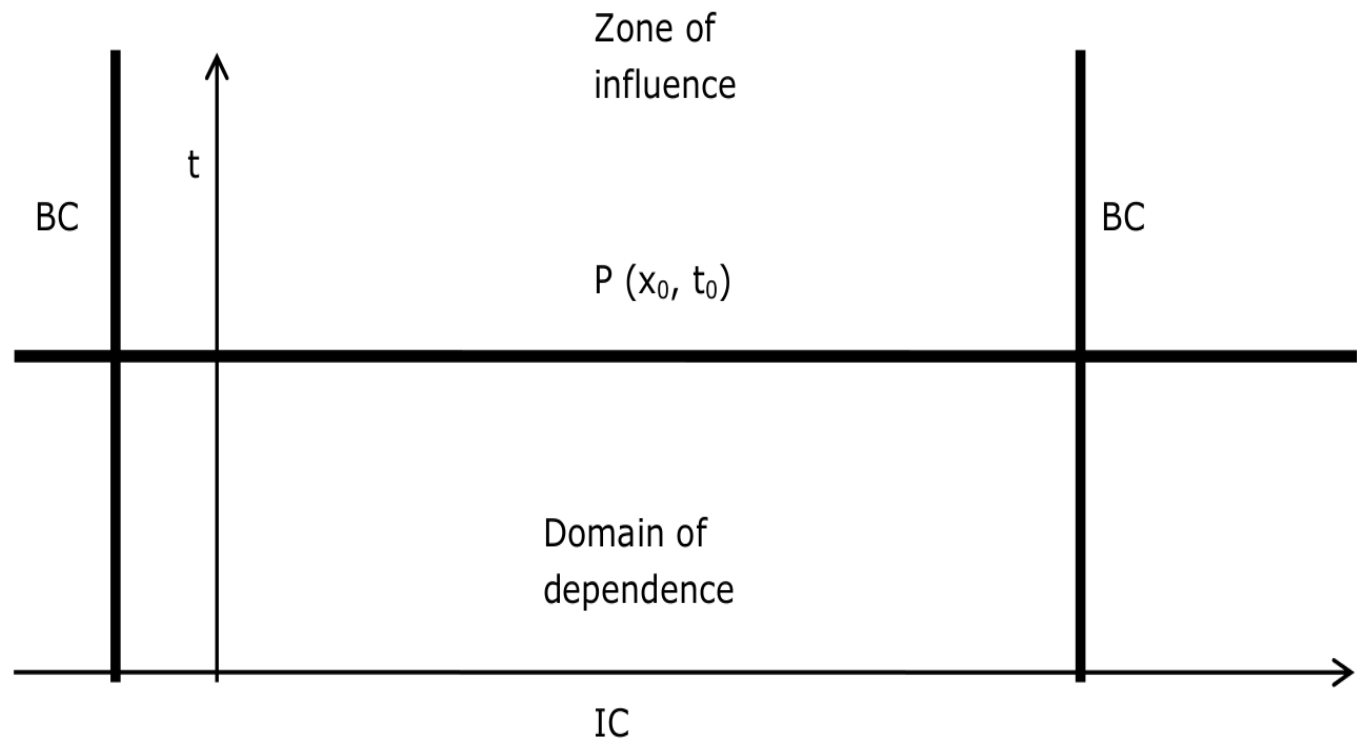 Zone of
influence
t
BC
BC
P (x₀, t₀)
Domain of
dependence
IC